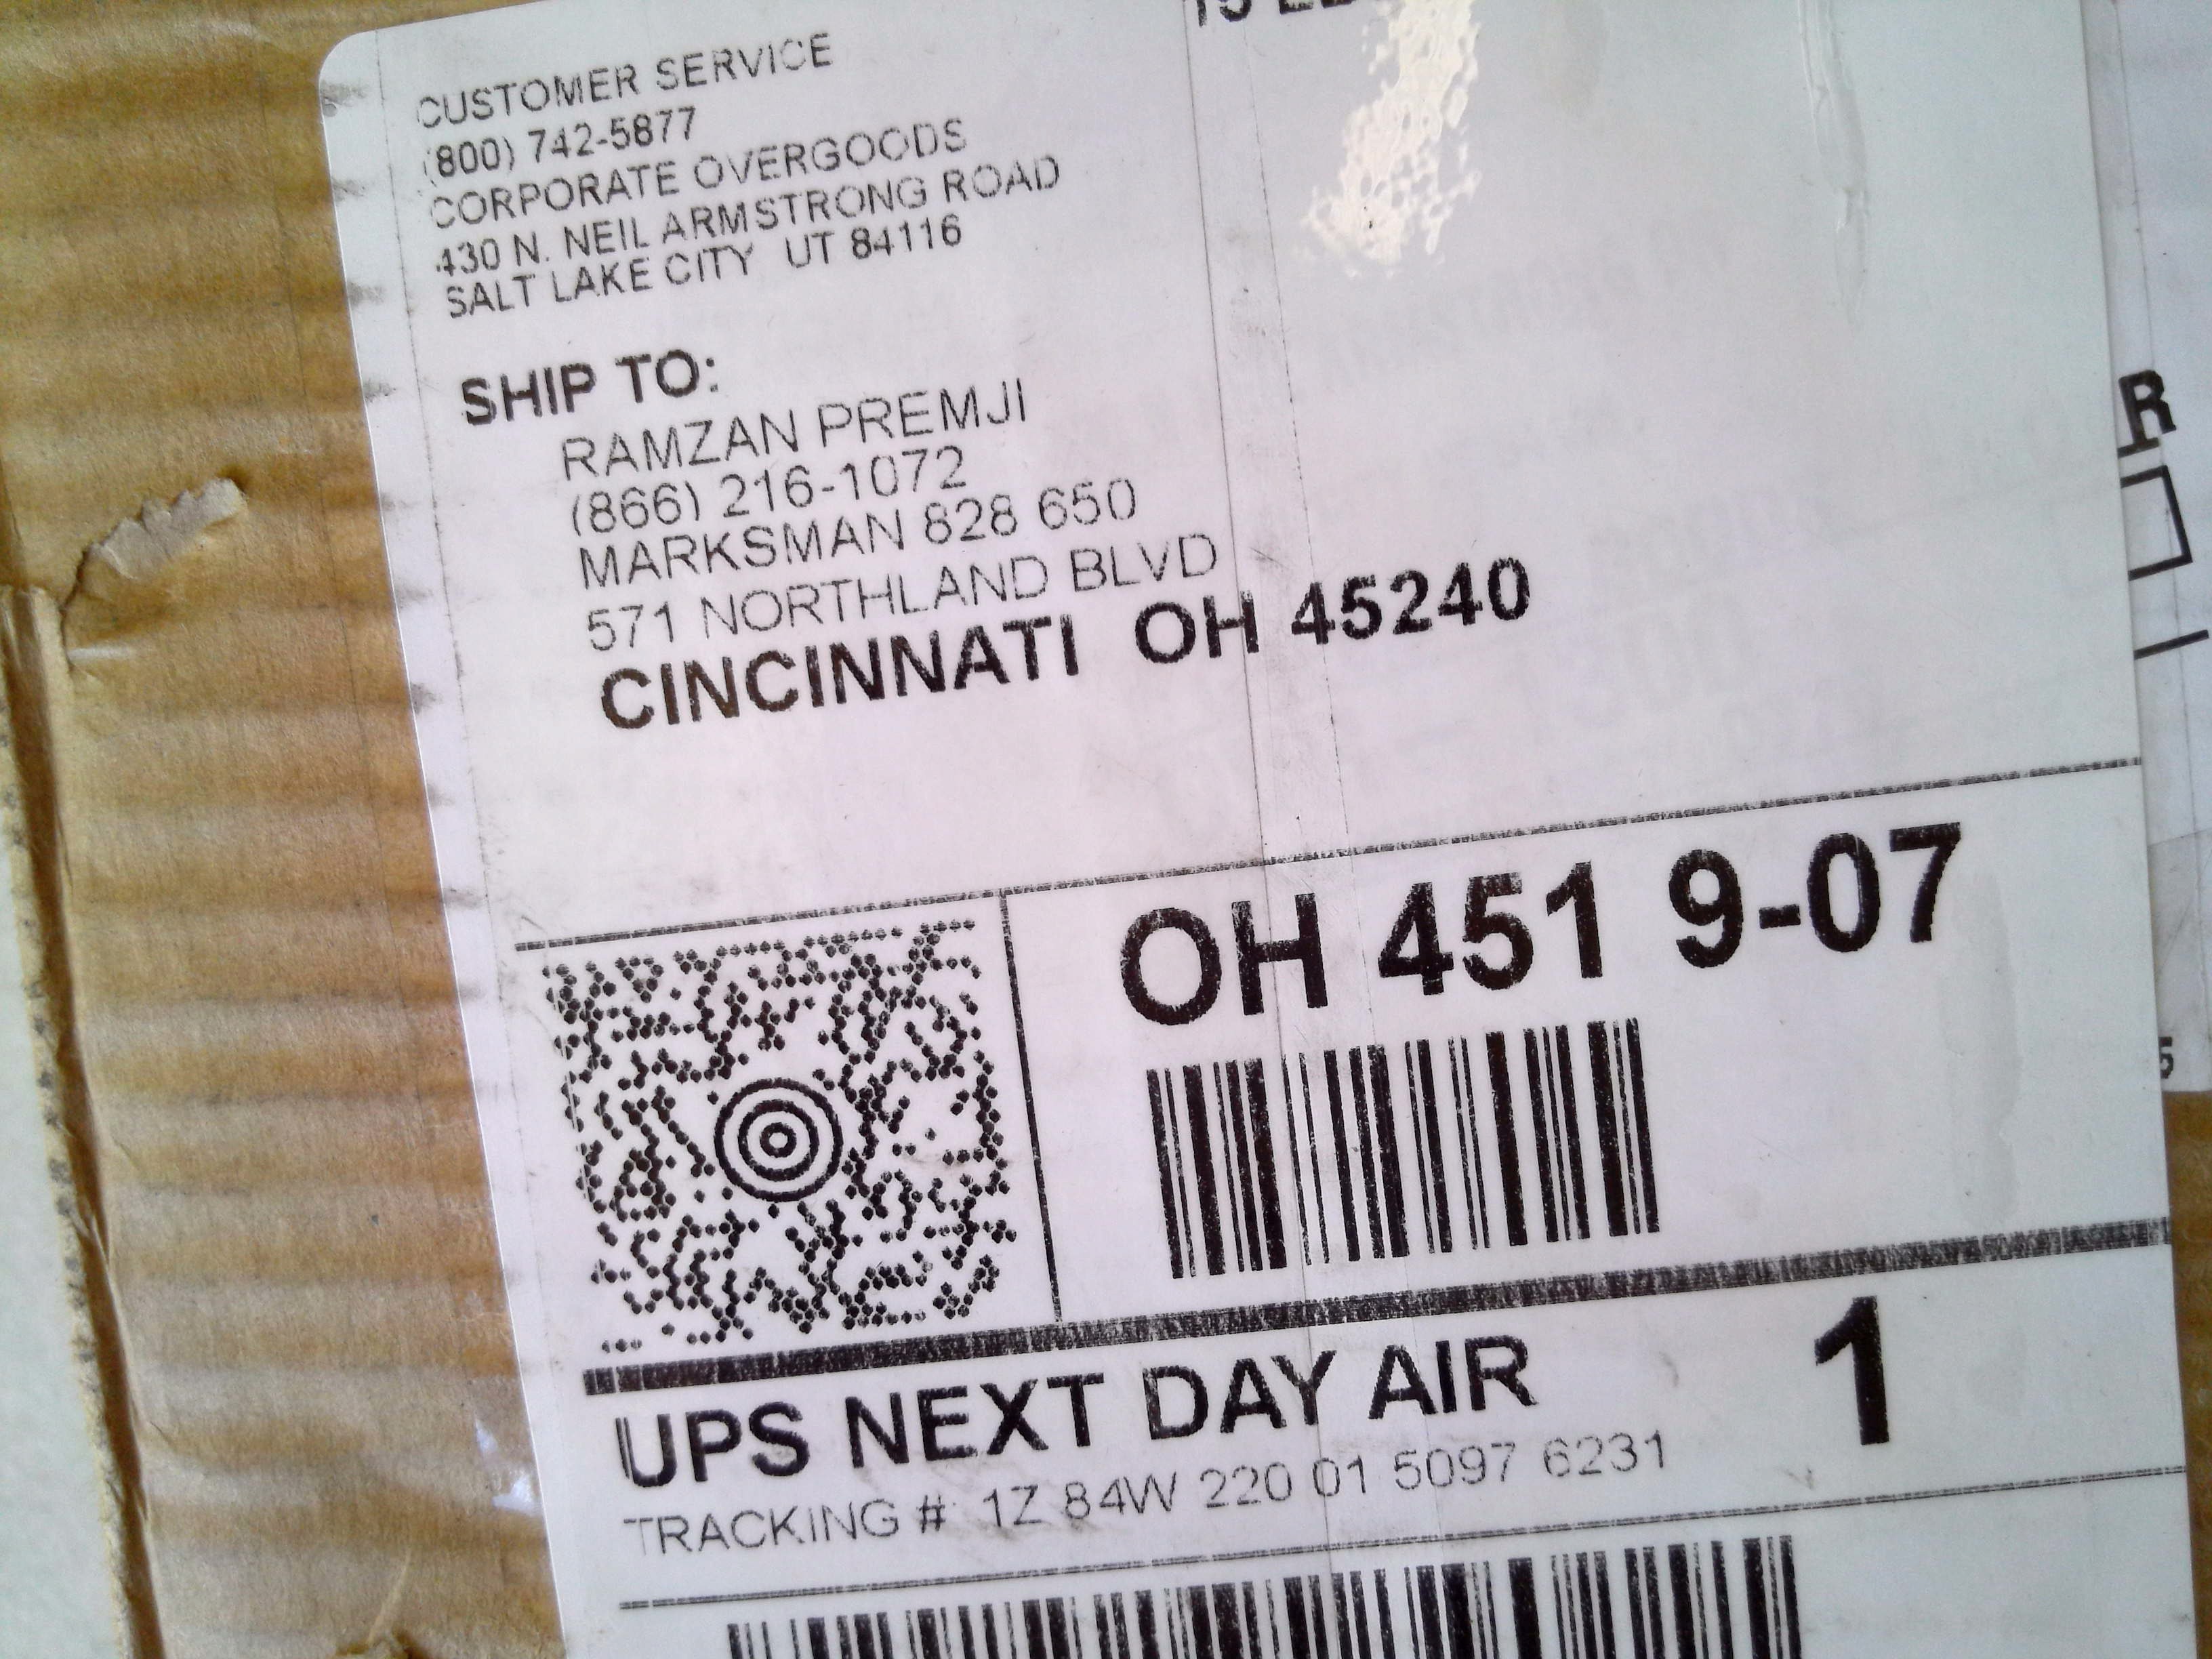 CUSTOMER SERVICE
(800) 742-5877
CORPORATE OVERGOODS
430 N. NEIL ARMSTRONG ROAD
SALT LAKE CITY UT 84116
SHIP TO:
RAMZAN PREMJI
(866) 216-1072
MARKSMAN 828 650
571 NORTHLAND BLVD
CINCINNATI OH 45240
OH 451 9-07
UPS NEXT DAY AIR 1
TRACKING # 1Z 84W 220 01 5097 6231
R